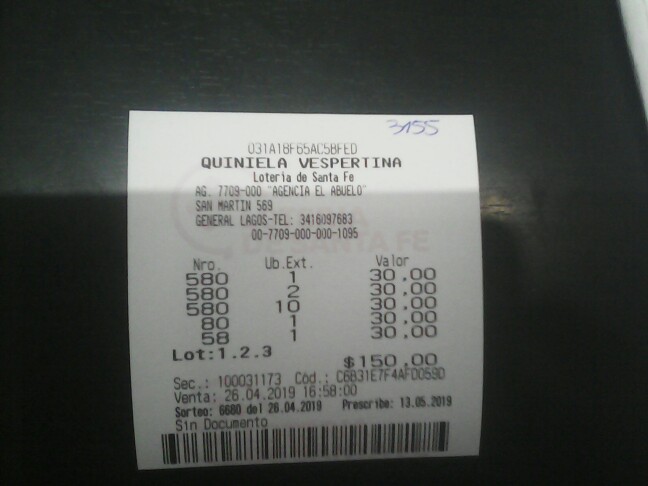 3155
031A18F65AC58FED
QUINIELA VESPERTINA
Loteria de Santa Fe
AG. 7709-000 "AGENCIA EL ABUELO"
SAN MARTIN 569
GENERAL LAGOS-TEL: 3416097683
00-7709-000-000-1095
DE SANTA FE
Nro. Ub.Ext. Valor
580 1 30.00
580 2 30.00
580 10 30.00
80 1 30.00
58 1 30.00
Lot:1.2.3 $150.00
Sec.: 100031173 Cód.: C6B31E7F4AFD059D
Venta: 26.04.2019 16:58:00
Sorteo: 6680 del 26.04.2019 Prescribe: 13.05.2019
Sin Documento